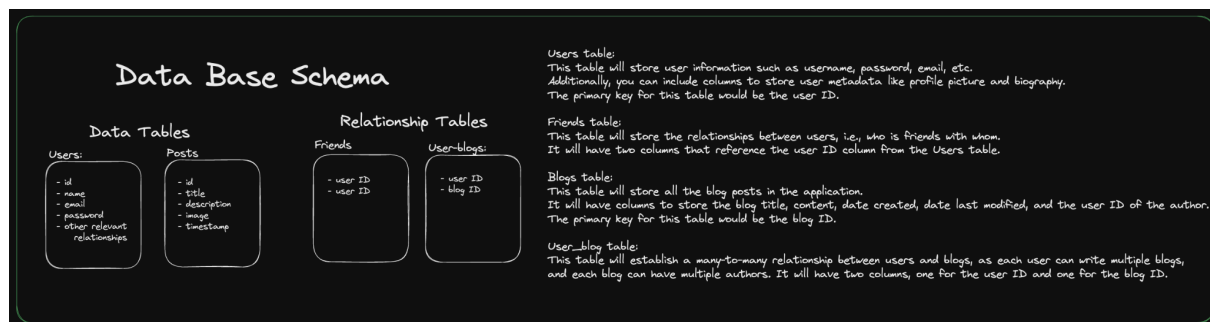 Data Base Schema
Data Tables
Users:
- id
- name
- email
- password
- other relevant
relationships
Posts
- id
- title
- description
- image
- timestamp
Relationship Tables
Friends
- user ID
- user ID
User-blogs:
- user ID
- blog ID
Users table:
This table will store user information such as username, password, email, etc.
Additionally, you can include columns to store user metadata like profile picture and biography.
The primary key for this table would be the user ID.
Friends table:
This table will store the relationships between users, i.e., who is friends with whom.
It will have two columns that reference the user ID column from the Users table.
Blogs table:
This table will store all the blog posts in the application.
It will have columns to store the blog title, content, date created, date last modified, and the user ID of the author.
The primary key for this table would be the blog ID.
User_blog table:
This table will establish a many-to-many relationship between users and blogs, as each user can write multiple blogs,
and each blog can have multiple authors. It will have two columns, one for the user ID and one for the blog ID.